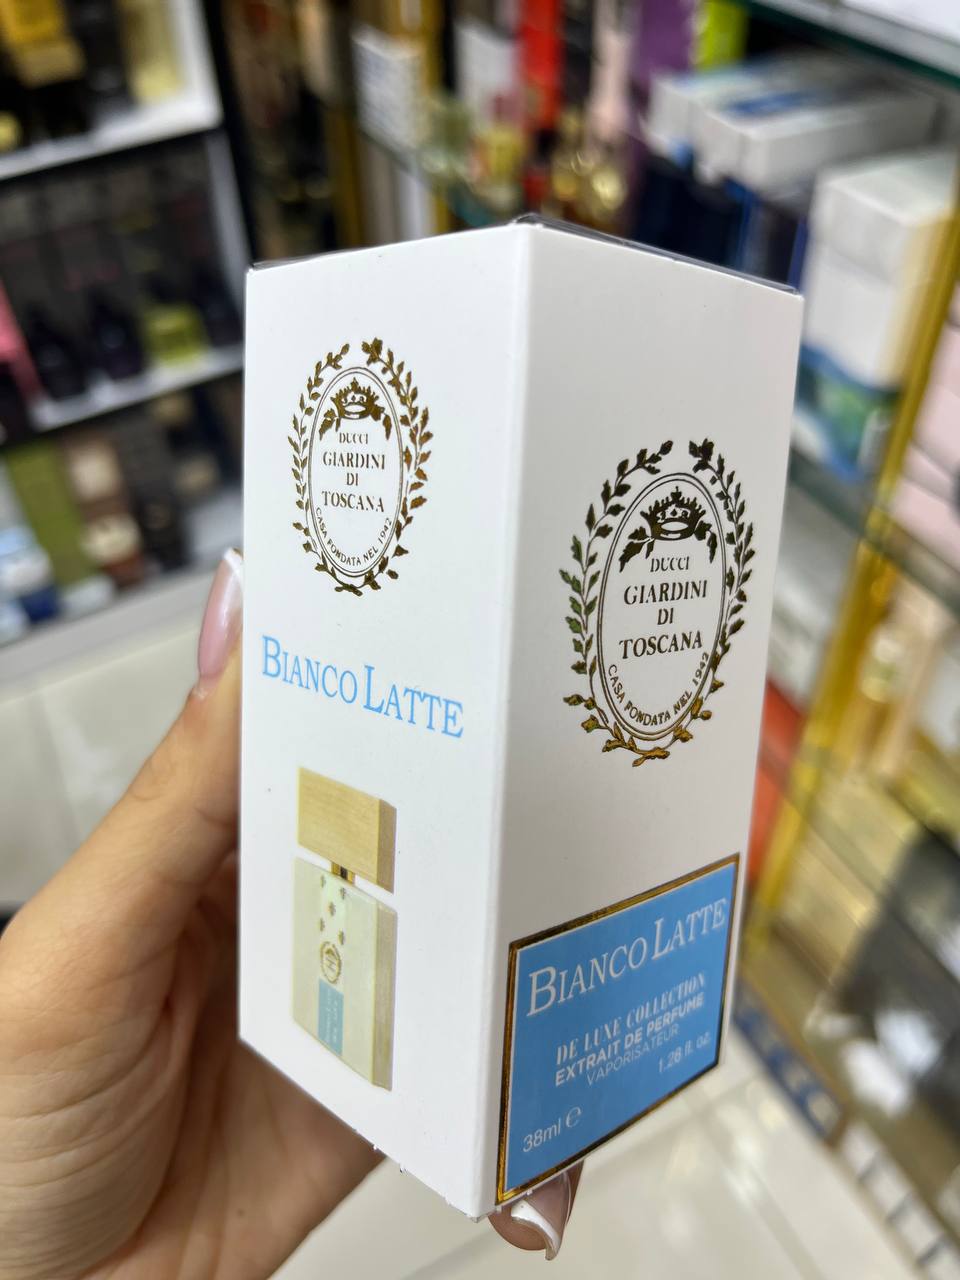 DUCCI
GIARDINI
DI
TOSCANA
CASA FONDATA NEL 1942
BIANCO LATTE
DUCCI
GIARDINI
DI
TOSCANA
CASA FONDATA NEL 1942
BIANCO LATTE
DE LUXE COLLECTION
EXTRAIT DE PERFUME
VAPORISATEUR
38ml ℮ 1.28 fl. oz.